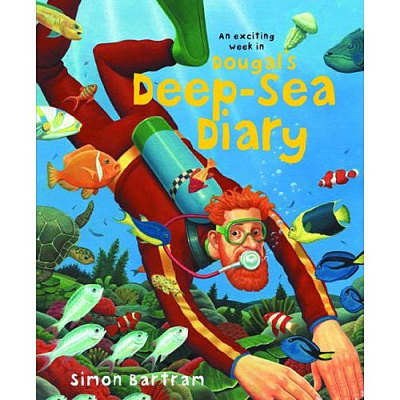 An exciting
week in
Dougal's
Deep-Sea
Diary
Simon Bartram